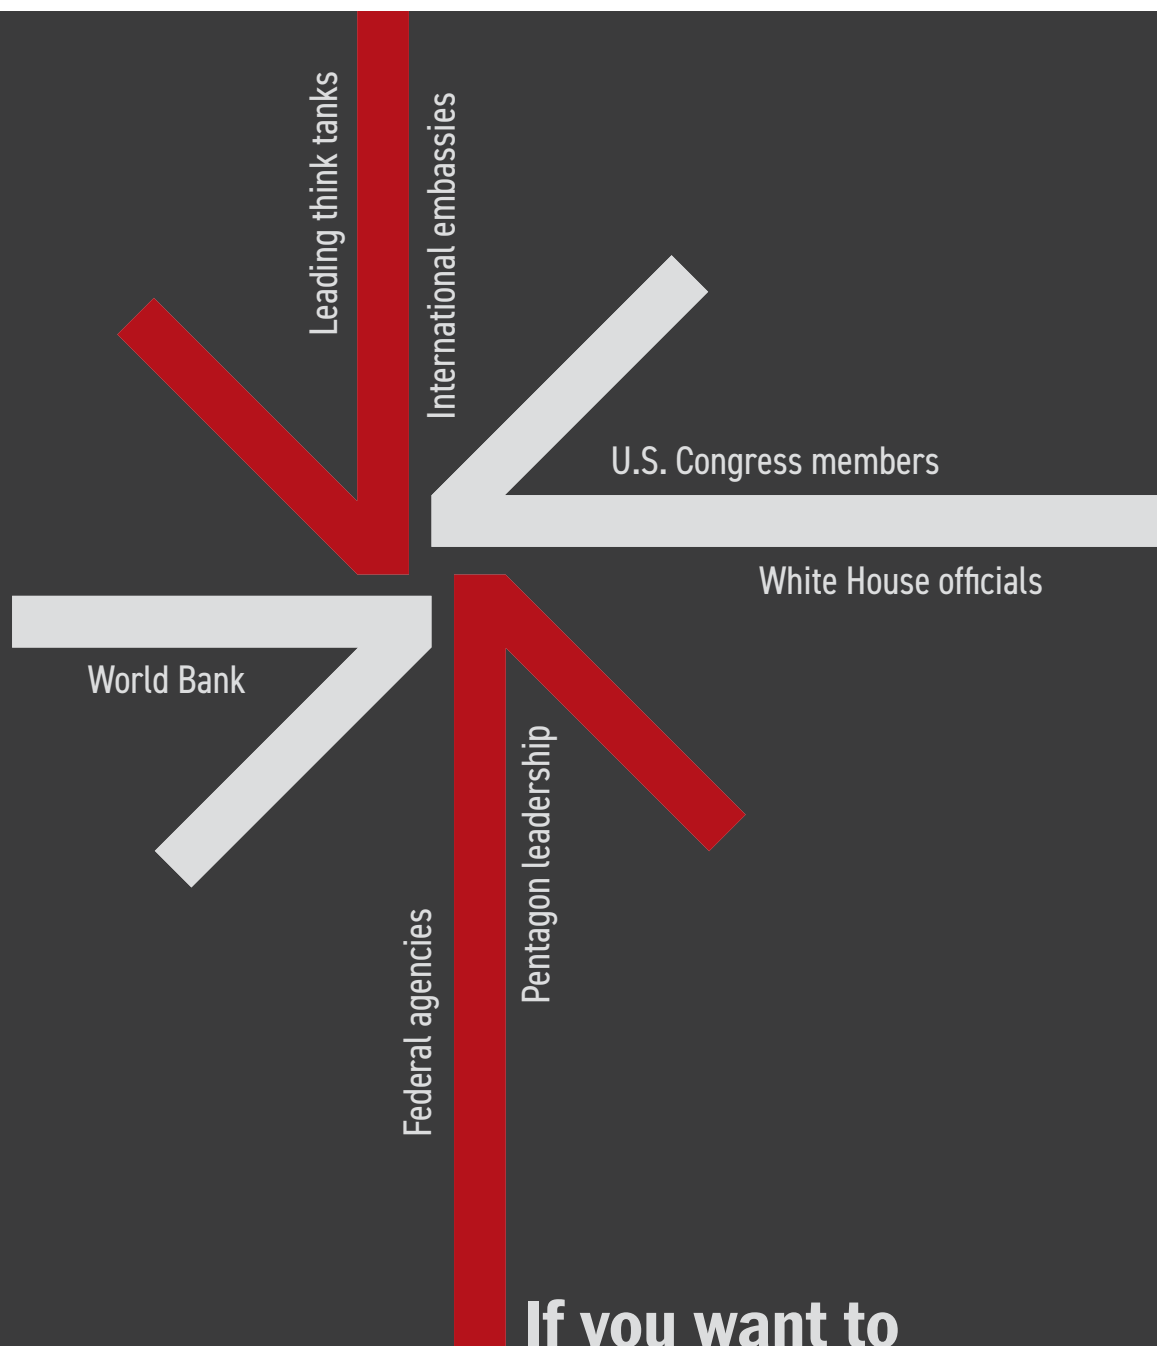 Leading think tanks
International embassies
U.S. Congress members
White House officials
World Bank
Pentagon leadership
Federal agencies
If you want to